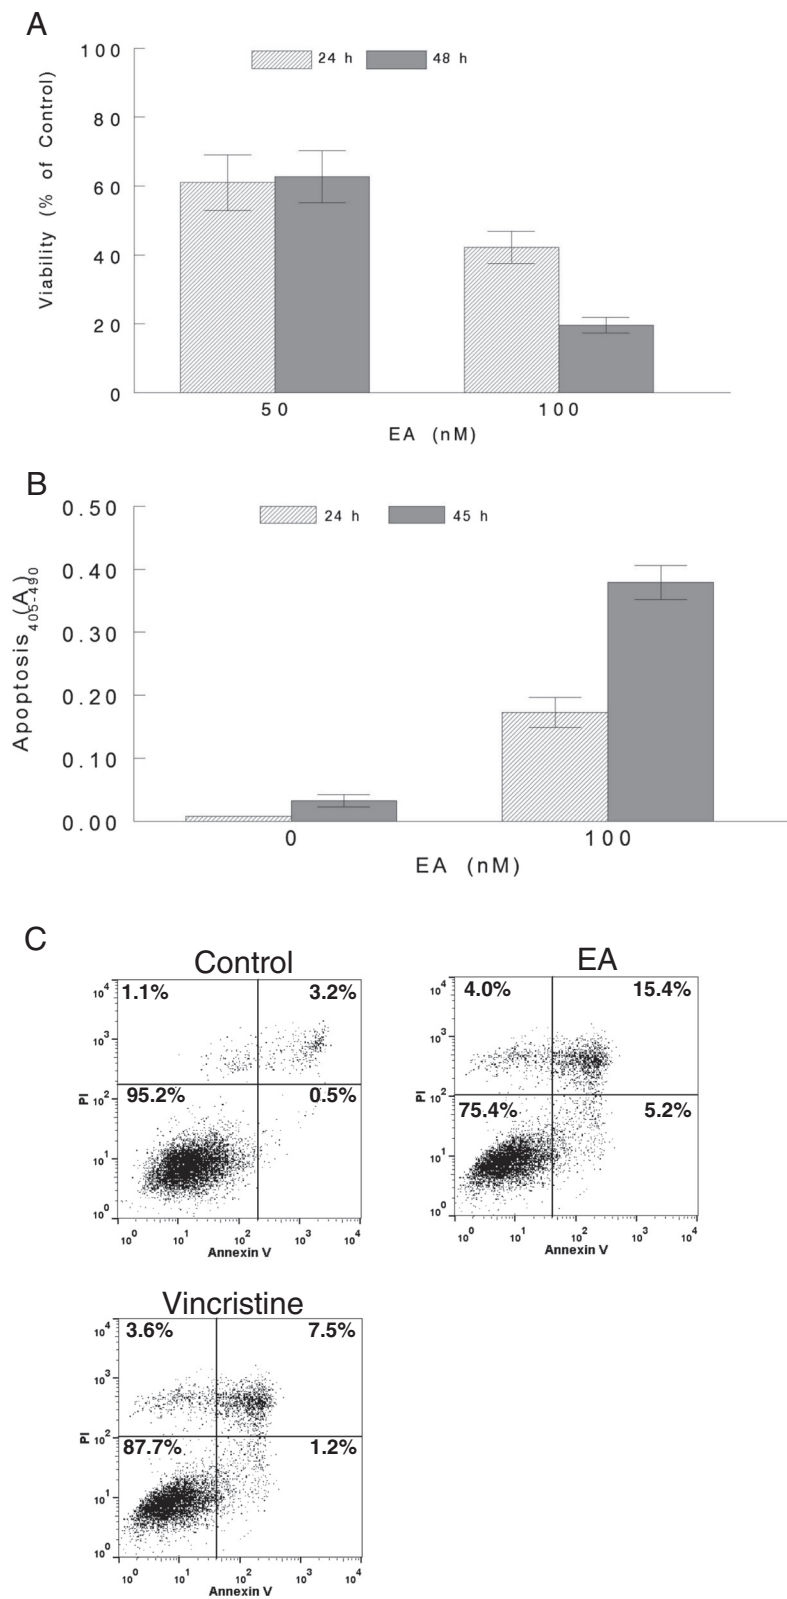 A
100
80
60
40
20
0
Viability (% of Control)
24 h 48 h
50 100
EA (nM)
B
0.50
0.40
0.30
0.20
0.10
0.00
Apoptosis (A405-490)
24 h 45 h
0 100
EA (nM)
C
Control
1.1% 3.2%
95.2% 0.5%
10^4
10^3
10^2
10^1
10^0
PI
10^0 10^1 10^2 10^3 10^4
Annexin V
EA
4.0% 15.4%
75.4% 5.2%
10^4
10^3
10^2
10^1
10^0
PI
10^0 10^1 10^2 10^3 10^4
Annexin V
Vincristine
3.6% 7.5%
87.7% 1.2%
10^4
10^3
10^2
10^1
10^0
PI
10^0 10^1 10^2 10^3 10^4
Annexin V